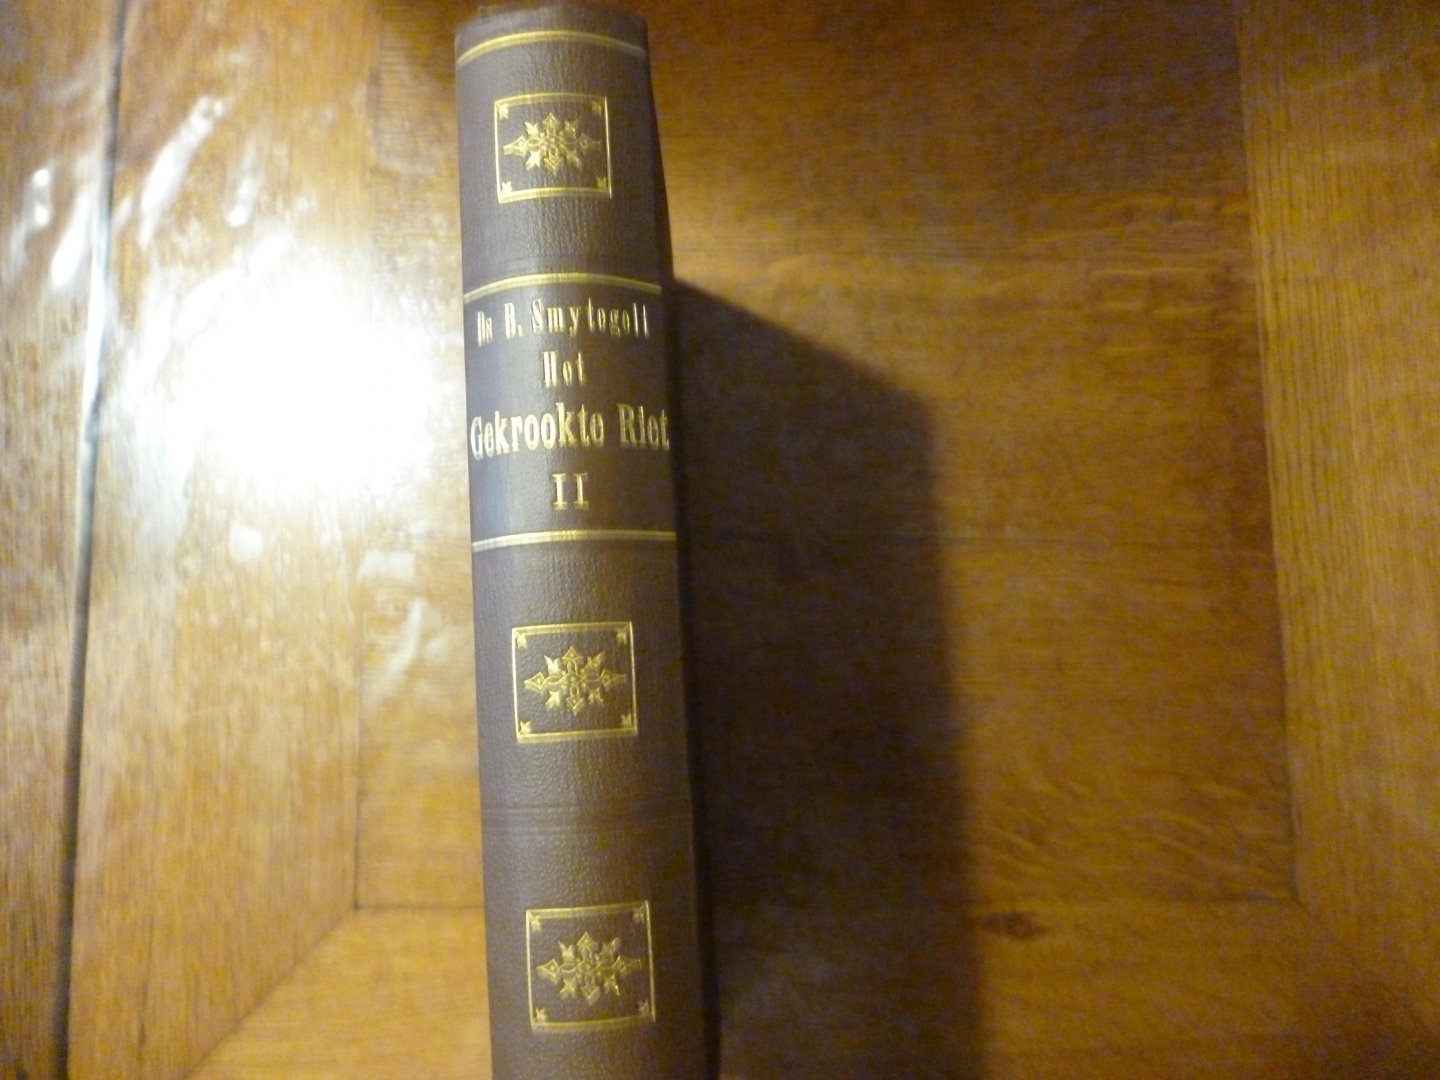 Ds B. Smytegelt
Het
Gekrookte Riet
II